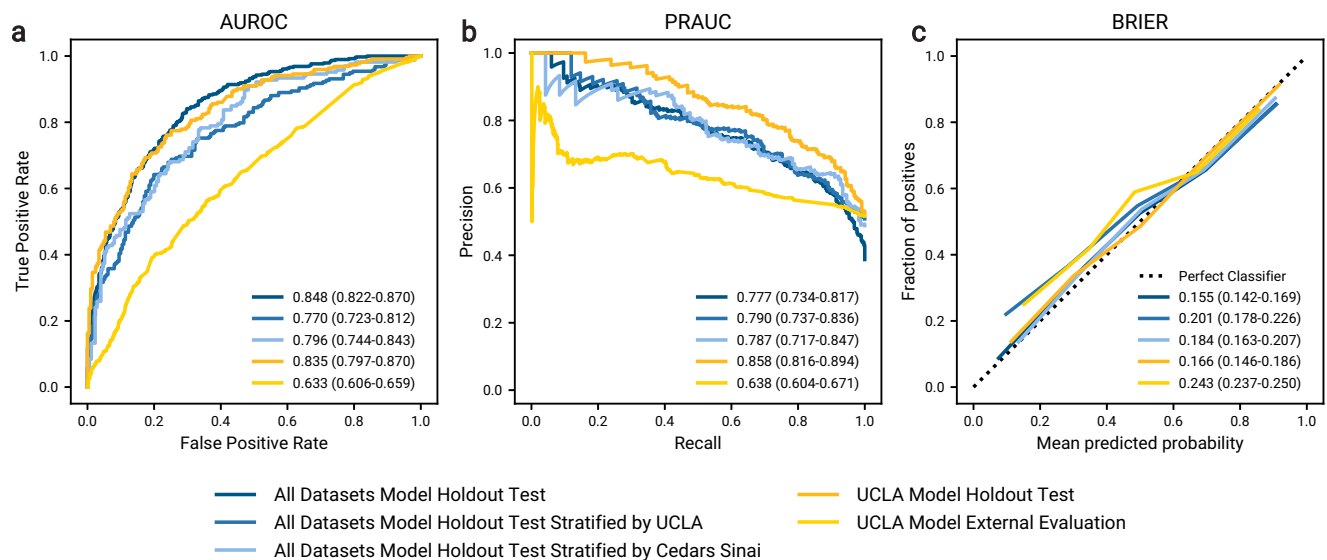 a
AUROC
True Positive Rate
1.0
0.8
0.6
0.4
0.2
0.0
0.848 (0.822-0.870)
0.770 (0.723-0.812)
0.796 (0.744-0.843)
0.835 (0.797-0.870)
0.633 (0.606-0.659)
0.0 0.2 0.4 0.6 0.8 1.0
False Positive Rate
b
PRAUC
Precision
1.0
0.8
0.6
0.4
0.2
0.0
0.777 (0.734-0.817)
0.790 (0.737-0.836)
0.787 (0.717-0.847)
0.858 (0.816-0.894)
0.638 (0.604-0.671)
0.0 0.2 0.4 0.6 0.8 1.0
Recall
c
BRIER
Fraction of positives
1.0
0.8
0.6
0.4
0.2
0.0
Perfect Classifier
0.155 (0.142-0.169)
0.201 (0.178-0.226)
0.184 (0.163-0.207)
0.166 (0.146-0.186)
0.243 (0.237-0.250)
0.0 0.2 0.4 0.6 0.8 1.0
Mean predicted probability
All Datasets Model Holdout Test
All Datasets Model Holdout Test Stratified by UCLA
All Datasets Model Holdout Test Stratified by Cedars Sinai
UCLA Model Holdout Test
UCLA Model External Evaluation